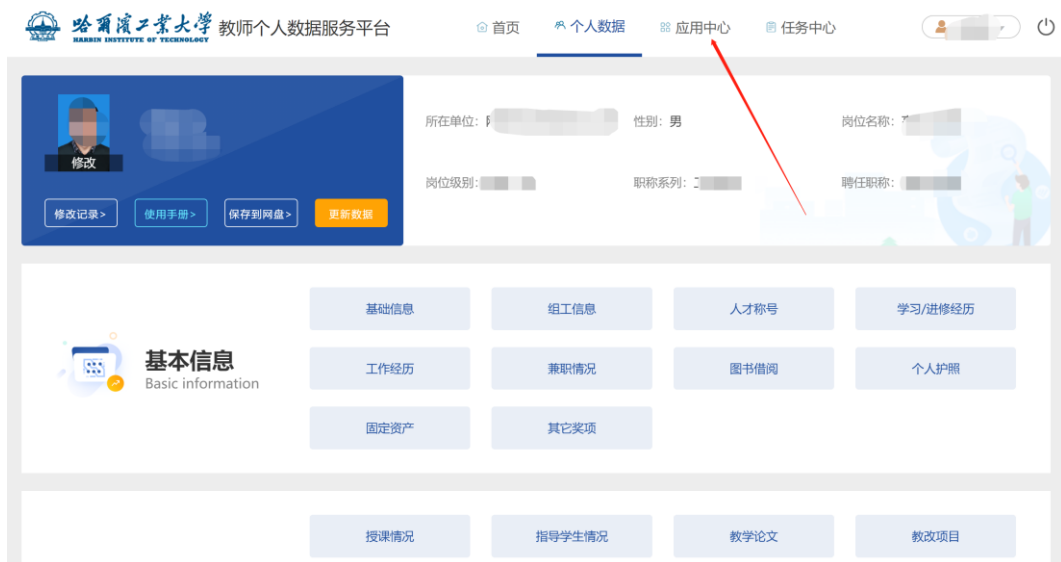 哈爾濱工業大學 教师个人数据服务平台 首页 个人数据 应用中心 任务中心
HARBIN INSTITUTE OF TECHNOLOGY
所在单位： 性别：男 岗位名称：
修改
岗位级别： 职称系列： 聘任职称：
修改记录> 使用手册> 保存到网盘> 更新数据
基础信息 组工信息 人才称号 学习/进修经历
基本信息
Basic information
工作经历 兼职情况 图书借阅 个人护照
固定资产 其它奖项
授课情况 指导学生情况 教学论文 教改项目